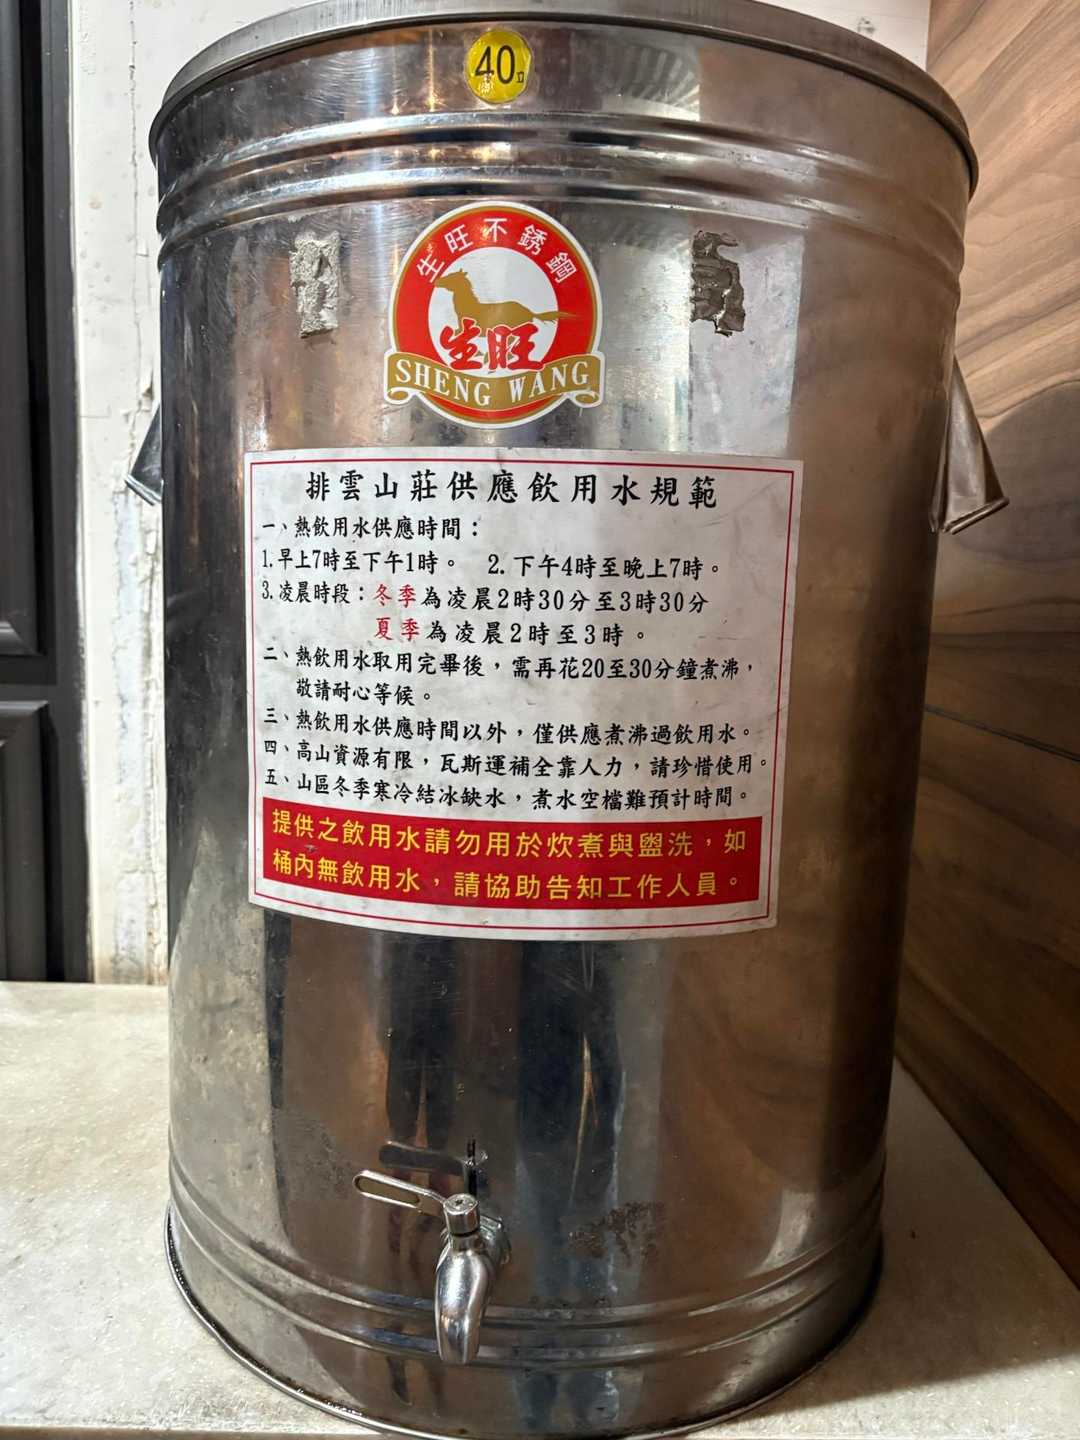 40立
生旺不銹鋼
生旺
SHENG WANG
排雲山莊供應飲用水規範
一、熱飲用水供應時間：
1.早上7時至下午1時。 2.下午4時至晚上7時。
3.凌晨時段：冬季為凌晨2時30分至3時30分
夏季為凌晨2時至3時。
二、熱飲用水取用完畢後，需再花20至30分鐘煮沸，
敬請耐心等候。
三、熱飲用水供應時間以外，僅供應煮沸過飲用水。
四、高山資源有限，瓦斯運補全靠人力，請珍惜使用。
五、山區冬季寒冷結冰缺水，煮水空檔難預計時間。
提供之飲用水請勿用於炊煮與盥洗，如
桶內無飲用水，請協助告知工作人員。